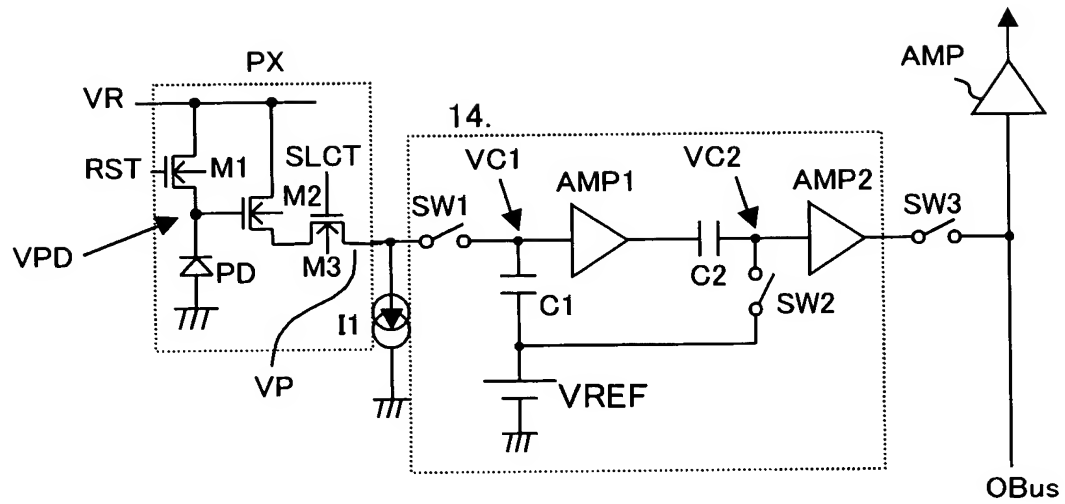 PX
AMP
VR
14.
RST
M1
SLCT
VC1
VC2
M2
SW1
AMP1
AMP2
SW3
VPD
PD
M3
C1
C2
SW2
I1
VP
VREF
OBus